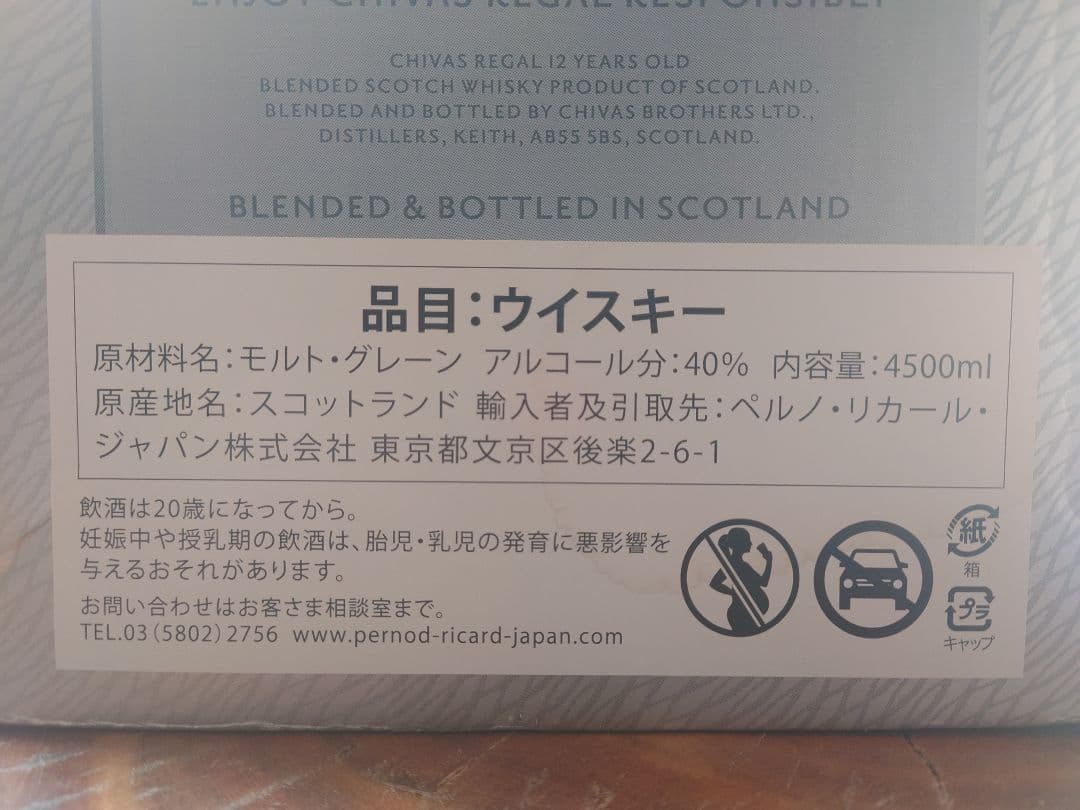 ENJOY CHIVAS REGAL RESPONSIBLY
CHIVAS REGAL 12 YEARS OLD
BLENDED SCOTCH WHISKY PRODUCT OF SCOTLAND.
BLENDED AND BOTTLED BY CHIVAS BROTHERS LTD.,
DISTILLERS, KEITH, AB55 5BS, SCOTLAND.
BLENDED & BOTTLED IN SCOTLAND
品目:ウイスキー
原材料名:モルト・グレーン アルコール分:40% 内容量:4500ml
原産地名:スコットランド 輸入者及引取先:ペルノ・リカール・
ジャパン株式会社 東京都文京区後楽2-6-1
飲酒は20歳になってから。
妊娠中や授乳期の飲酒は、胎児・乳児の発育に悪影響を
与えるおそれがあります。
お問い合わせはお客さま相談室まで。
TEL.03(5802)2756 www.pernod-ricard-japan.com
紙
箱
プラ
キャップ